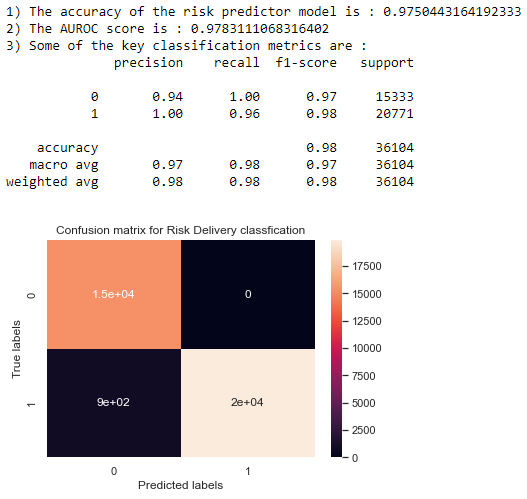 1) The accuracy of the risk predictor model is : 0.9750443164192333
2) The AUROC score is : 0.9783111068316402
3) Some of the key classification metrics are :
precision recall f1-score support
0 0.94 1.00 0.97 15333
1 1.00 0.96 0.98 20771
accuracy 0.98 36104
macro avg 0.97 0.98 0.97 36104
weighted avg 0.98 0.98 0.98 36104
Confusion matrix for Risk Delivery classfication
17500
15000
12500
10000
7500
5000
2500
0
True labels
0
1
1.5e+04 0
9e+02 2e+04
0 1
Predicted labels